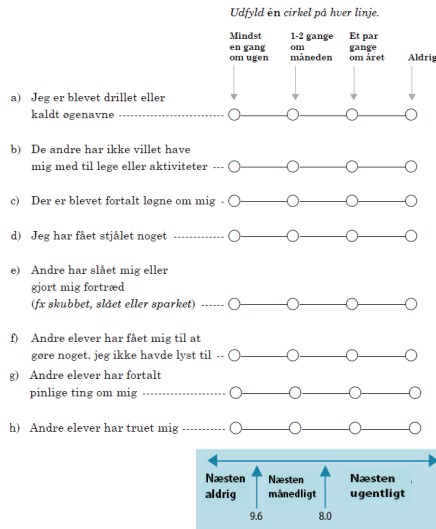 Udfyld én cirkel på hver linje.
Mindst en gang om ugen
1-2 gange om måneden
Et par gange om året
Aldrig
a) Jeg er blevet drillet eller
kaldt øgenavne
b) De andre har ikke villet have
mig med til lege eller aktiviteter
c) Der er blevet fortalt løgne om mig
d) Jeg har fået stjålet noget
e) Andre har slået mig eller
gjort mig fortræd
(fx skubbet, slået eller sparket)
f) Andre elever har fået mig til at
gøre noget, jeg ikke havde lyst til
g) Andre elever har fortalt
pinlige ting om mig
h) Andre elever har truet mig
Næsten aldrig
Næsten månedligt
Næsten ugentligt
9.6
8.0